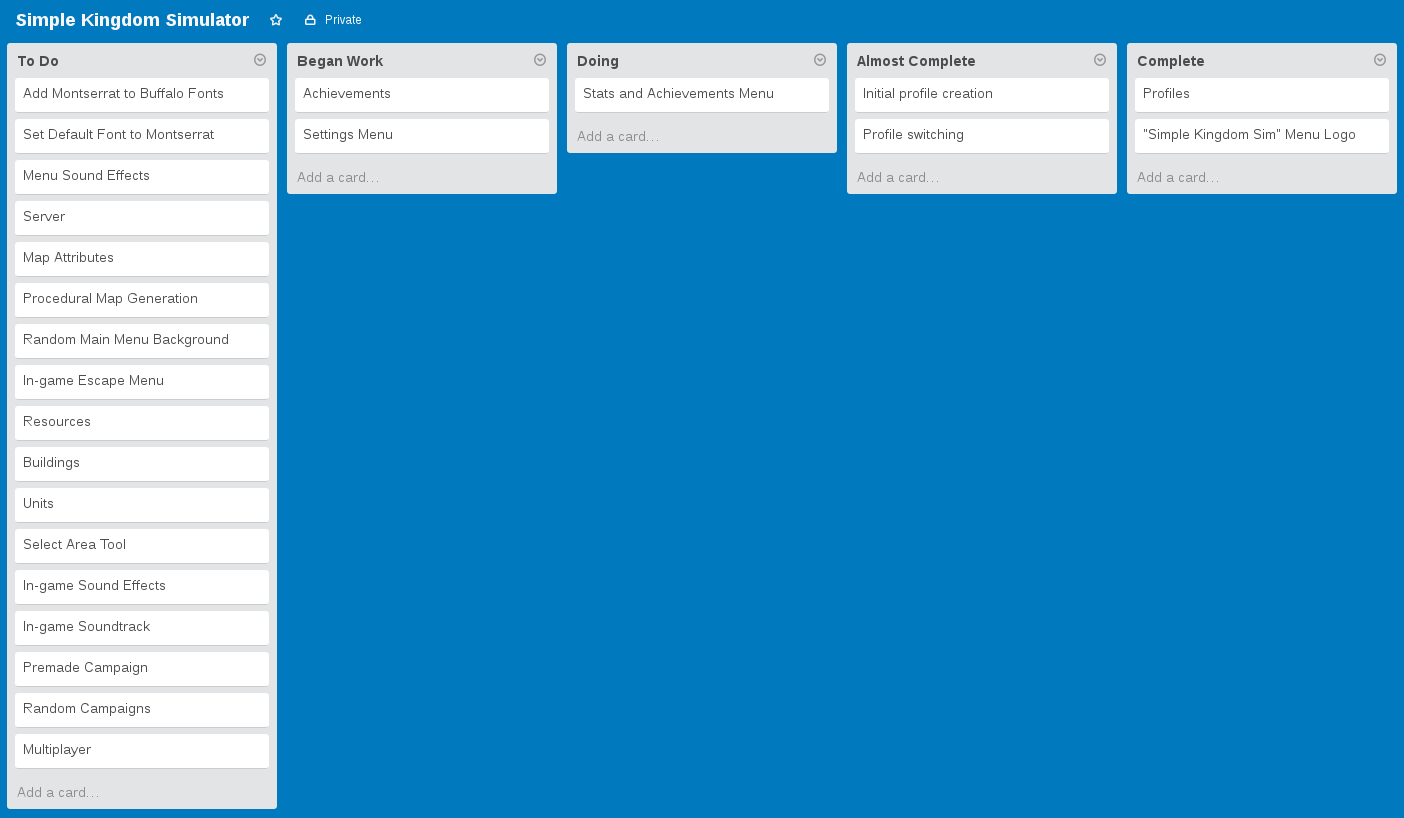 Simple Kingdom Simulator
Private
To Do
Add Montserrat to Buffalo Fonts
Set Default Font to Montserrat
Menu Sound Effects
Server
Map Attributes
Procedural Map Generation
Random Main Menu Background
In-game Escape Menu
Resources
Buildings
Units
Select Area Tool
In-game Sound Effects
In-game Soundtrack
Premade Campaign
Random Campaigns
Multiplayer
Add a card…
Began Work
Achievements
Settings Menu
Add a card…
Doing
Stats and Achievements Menu
Add a card…
Almost Complete
Initial profile creation
Profile switching
Add a card…
Complete
Profiles
"Simple Kingdom Sim" Menu Logo
Add a card…